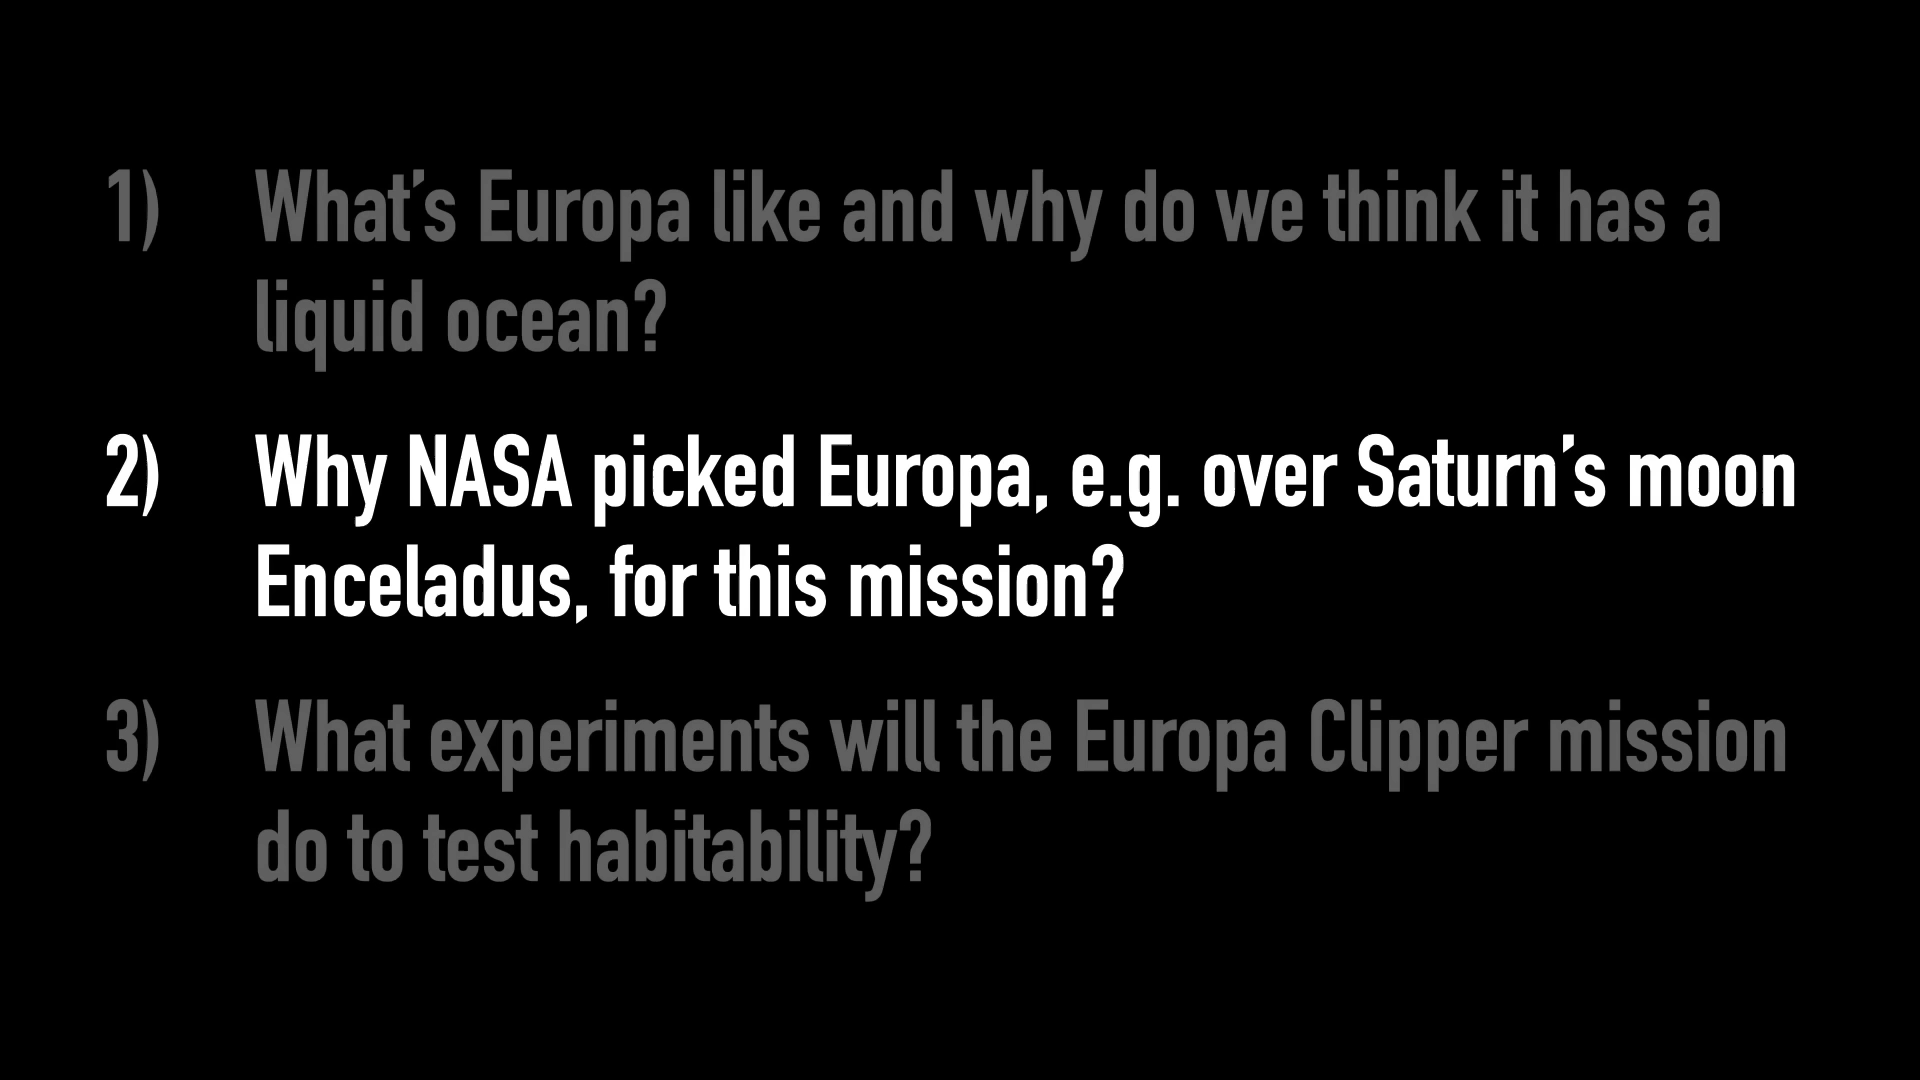 1) What's Europa like and why do we think it has a
liquid ocean?
2) Why NASA picked Europa, e.g. over Saturn's moon
Enceladus, for this mission?
3) What experiments will the Europa Clipper mission
do to test habitability?